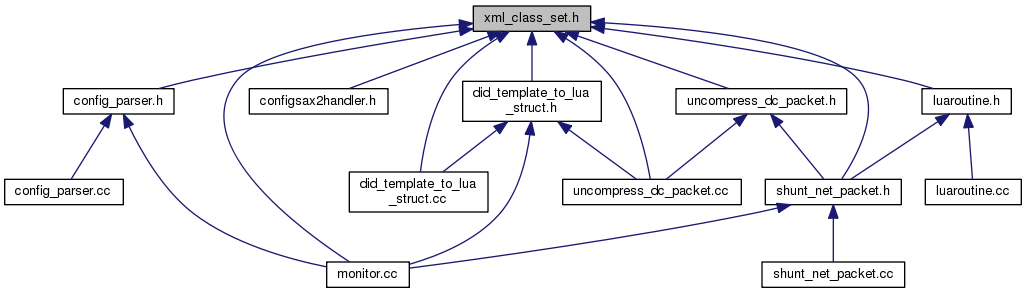 xml_class_set.h
config_parser.h
configsax2handler.h
did_template_to_lua
_struct.h
uncompress_dc_packet.h
luaroutine.h
config_parser.cc
did_template_to_lua
_struct.cc
uncompress_dc_packet.cc
shunt_net_packet.h
luaroutine.cc
monitor.cc
shunt_net_packet.cc